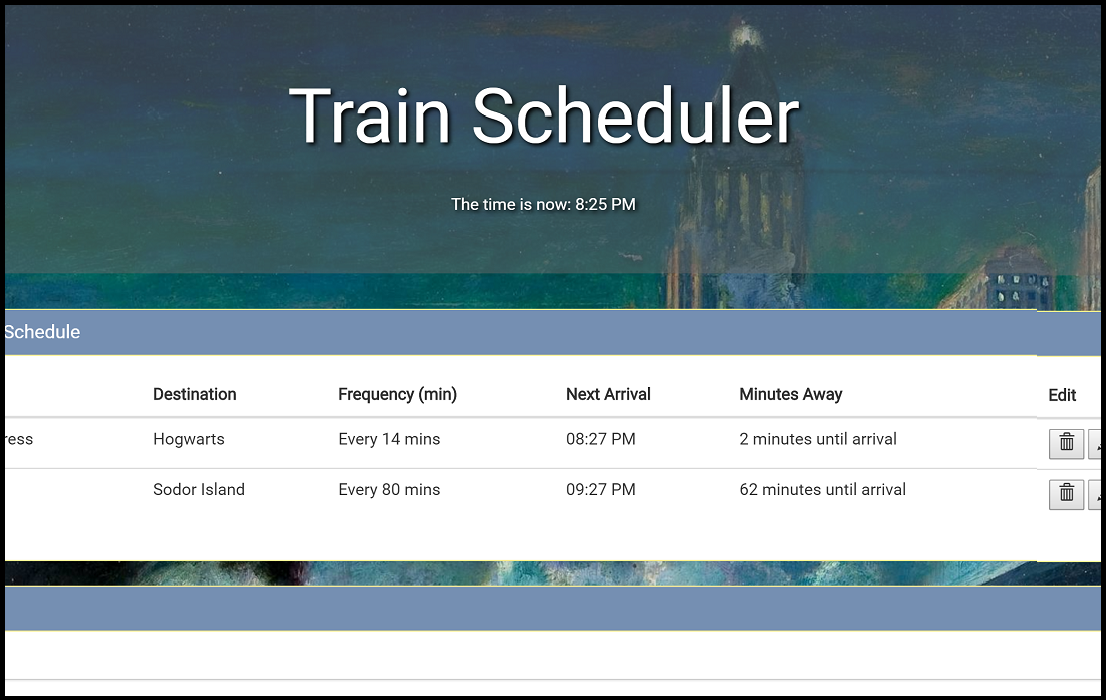 Train Scheduler
The time is now: 8:25 PM
Schedule
Destination Frequency (min) Next Arrival Minutes Away Edit
ress Hogwarts Every 14 mins 08:27 PM 2 minutes until arrival
Sodor Island Every 80 mins 09:27 PM 62 minutes until arrival